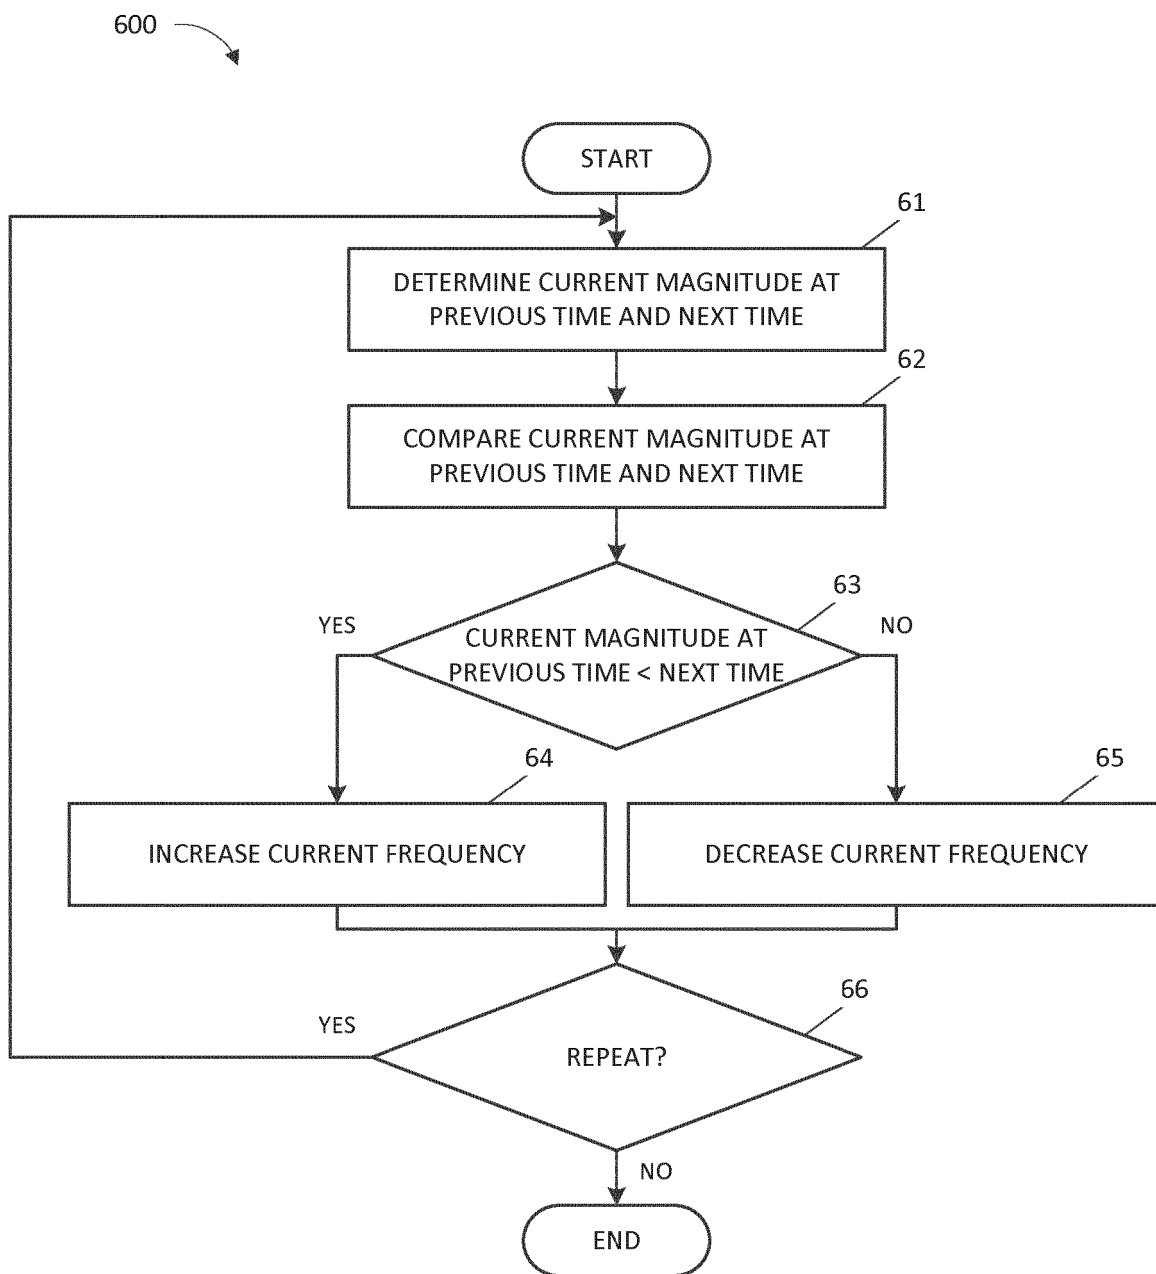 600
START
61
DETERMINE CURRENT MAGNITUDE AT
PREVIOUS TIME AND NEXT TIME
62
COMPARE CURRENT MAGNITUDE AT
PREVIOUS TIME AND NEXT TIME
63
YES
NO
CURRENT MAGNITUDE AT
PREVIOUS TIME < NEXT TIME
64
65
INCREASE CURRENT FREQUENCY
DECREASE CURRENT FREQUENCY
66
YES
REPEAT?
NO
END